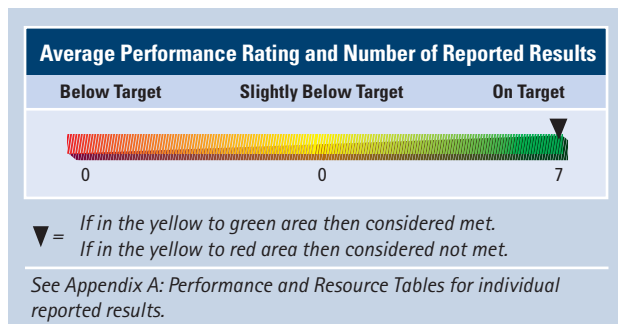 Average Performance Rating and Number of Reported Results
Below Target Slightly Below Target On Target
0 0 7
▼ = If in the yellow to green area then considered met.
If in the yellow to red area then considered not met.
See Appendix A: Performance and Resource Tables for individual
reported results.